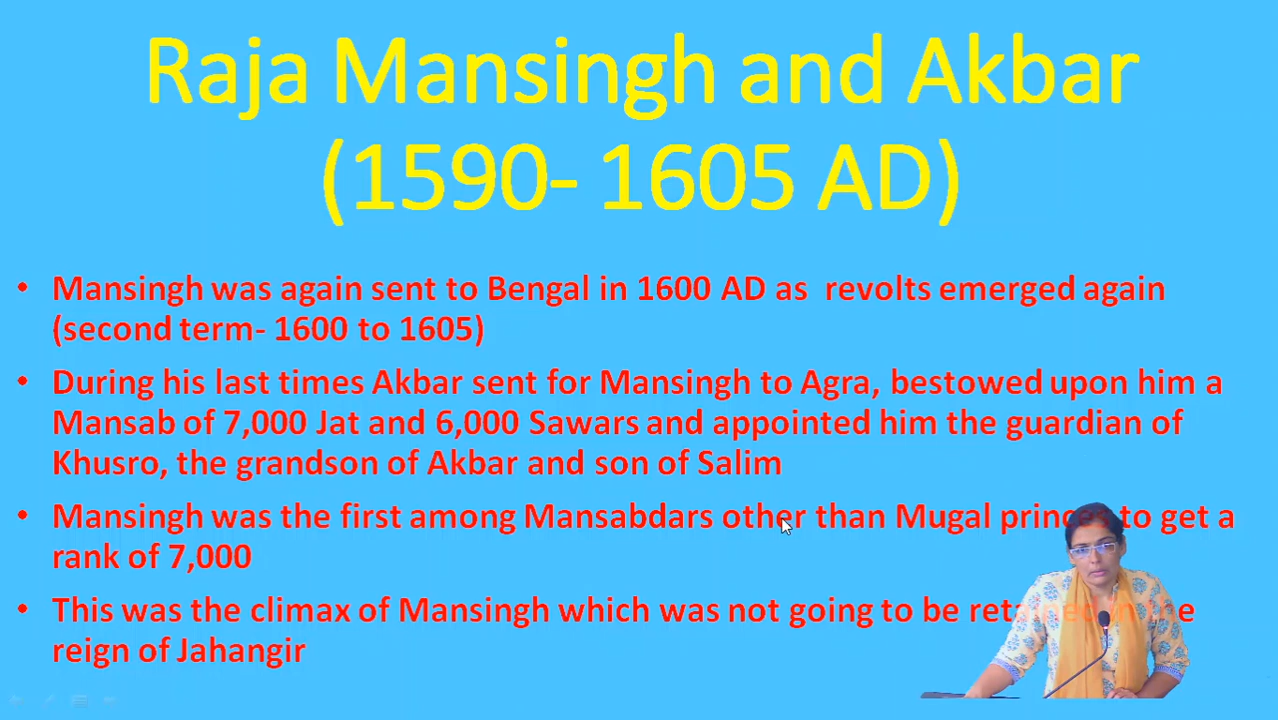 Raja Mansingh and Akbar
(1590- 1605 AD)
• Mansingh was again sent to Bengal in 1600 AD as revolts emerged again
(second term- 1600 to 1605)
• During his last times Akbar sent for Mansingh to Agra, bestowed upon him a
Mansab of 7,000 Jat and 6,000 Sawars and appointed him the guardian of
Khusro, the grandson of Akbar and son of Salim
• Mansingh was the first among Mansabdars other than Mugal to get a
rank of 7,000
• This was the climax of Mansingh which was not going to be retained in the
reign of Jahangir